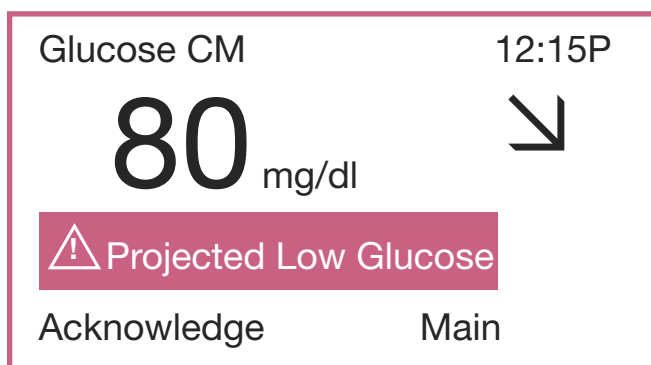 Glucose CM 12:15P
80 mg/dl
Projected Low Glucose
Acknowledge Main